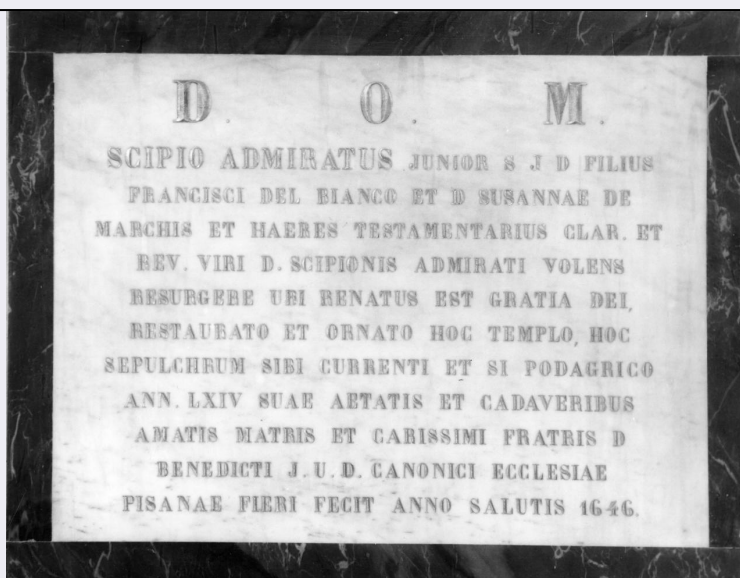 D. O. M.
SCIPIO ADMIRATUS JUNIOR S J D FILIUS
FRANCISCI DEL BIANCO ET D SUSANNAE DE
MARCHIS ET HAERES TESTAMENTARIUS CLAR. ET
REV. VIRI D. SCIPIONIS ADMIRATI VOLENS
RESURGERE UBI RENATUS EST GRATIA DEI,
RESTAURATO ET ORNATO HOC TEMPLO, HOC
SEPULCHRUM SIBI CURRENTI ET SI PODAGRICO
ANN. LXIV SUAE AETATIS ET CADAVERIBUS
AMATIS MATRIS ET CARISSIMI FRATRIS D
BENEDICTI J. U. D. CANONICI ECCLESIAE
PISANAE FIERI FECIT ANNO SALUTIS 1646.